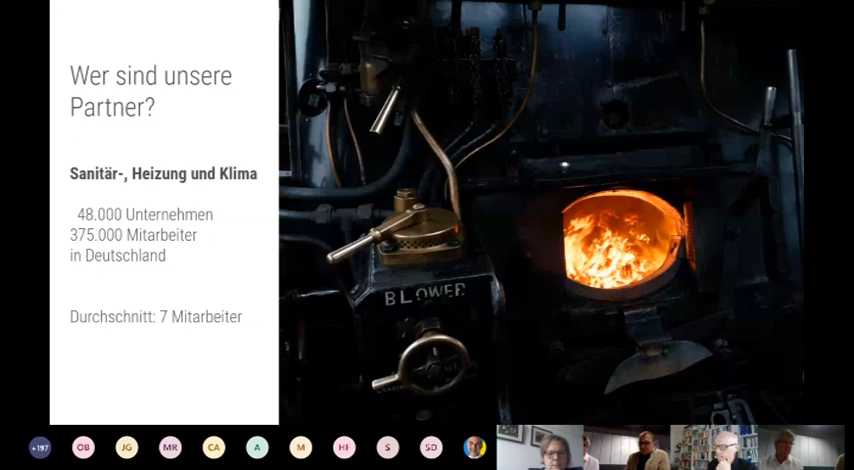 Wer sind unsere
Partner?
Sanitär-, Heizung und Klima
48.000 Unternehmen
375.000 Mitarbeiter
in Deutschland
Durchschnitt: 7 Mitarbeiter
BLOWER
+197
OB
JG
MR
CA
A
M
HF
S
SD